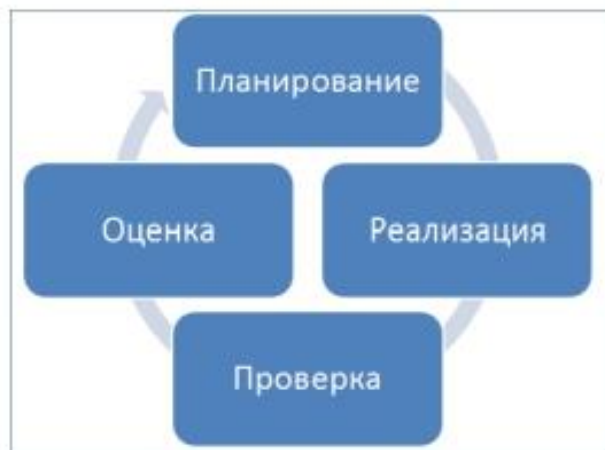 Планирование
Оценка
Реализация
Проверка